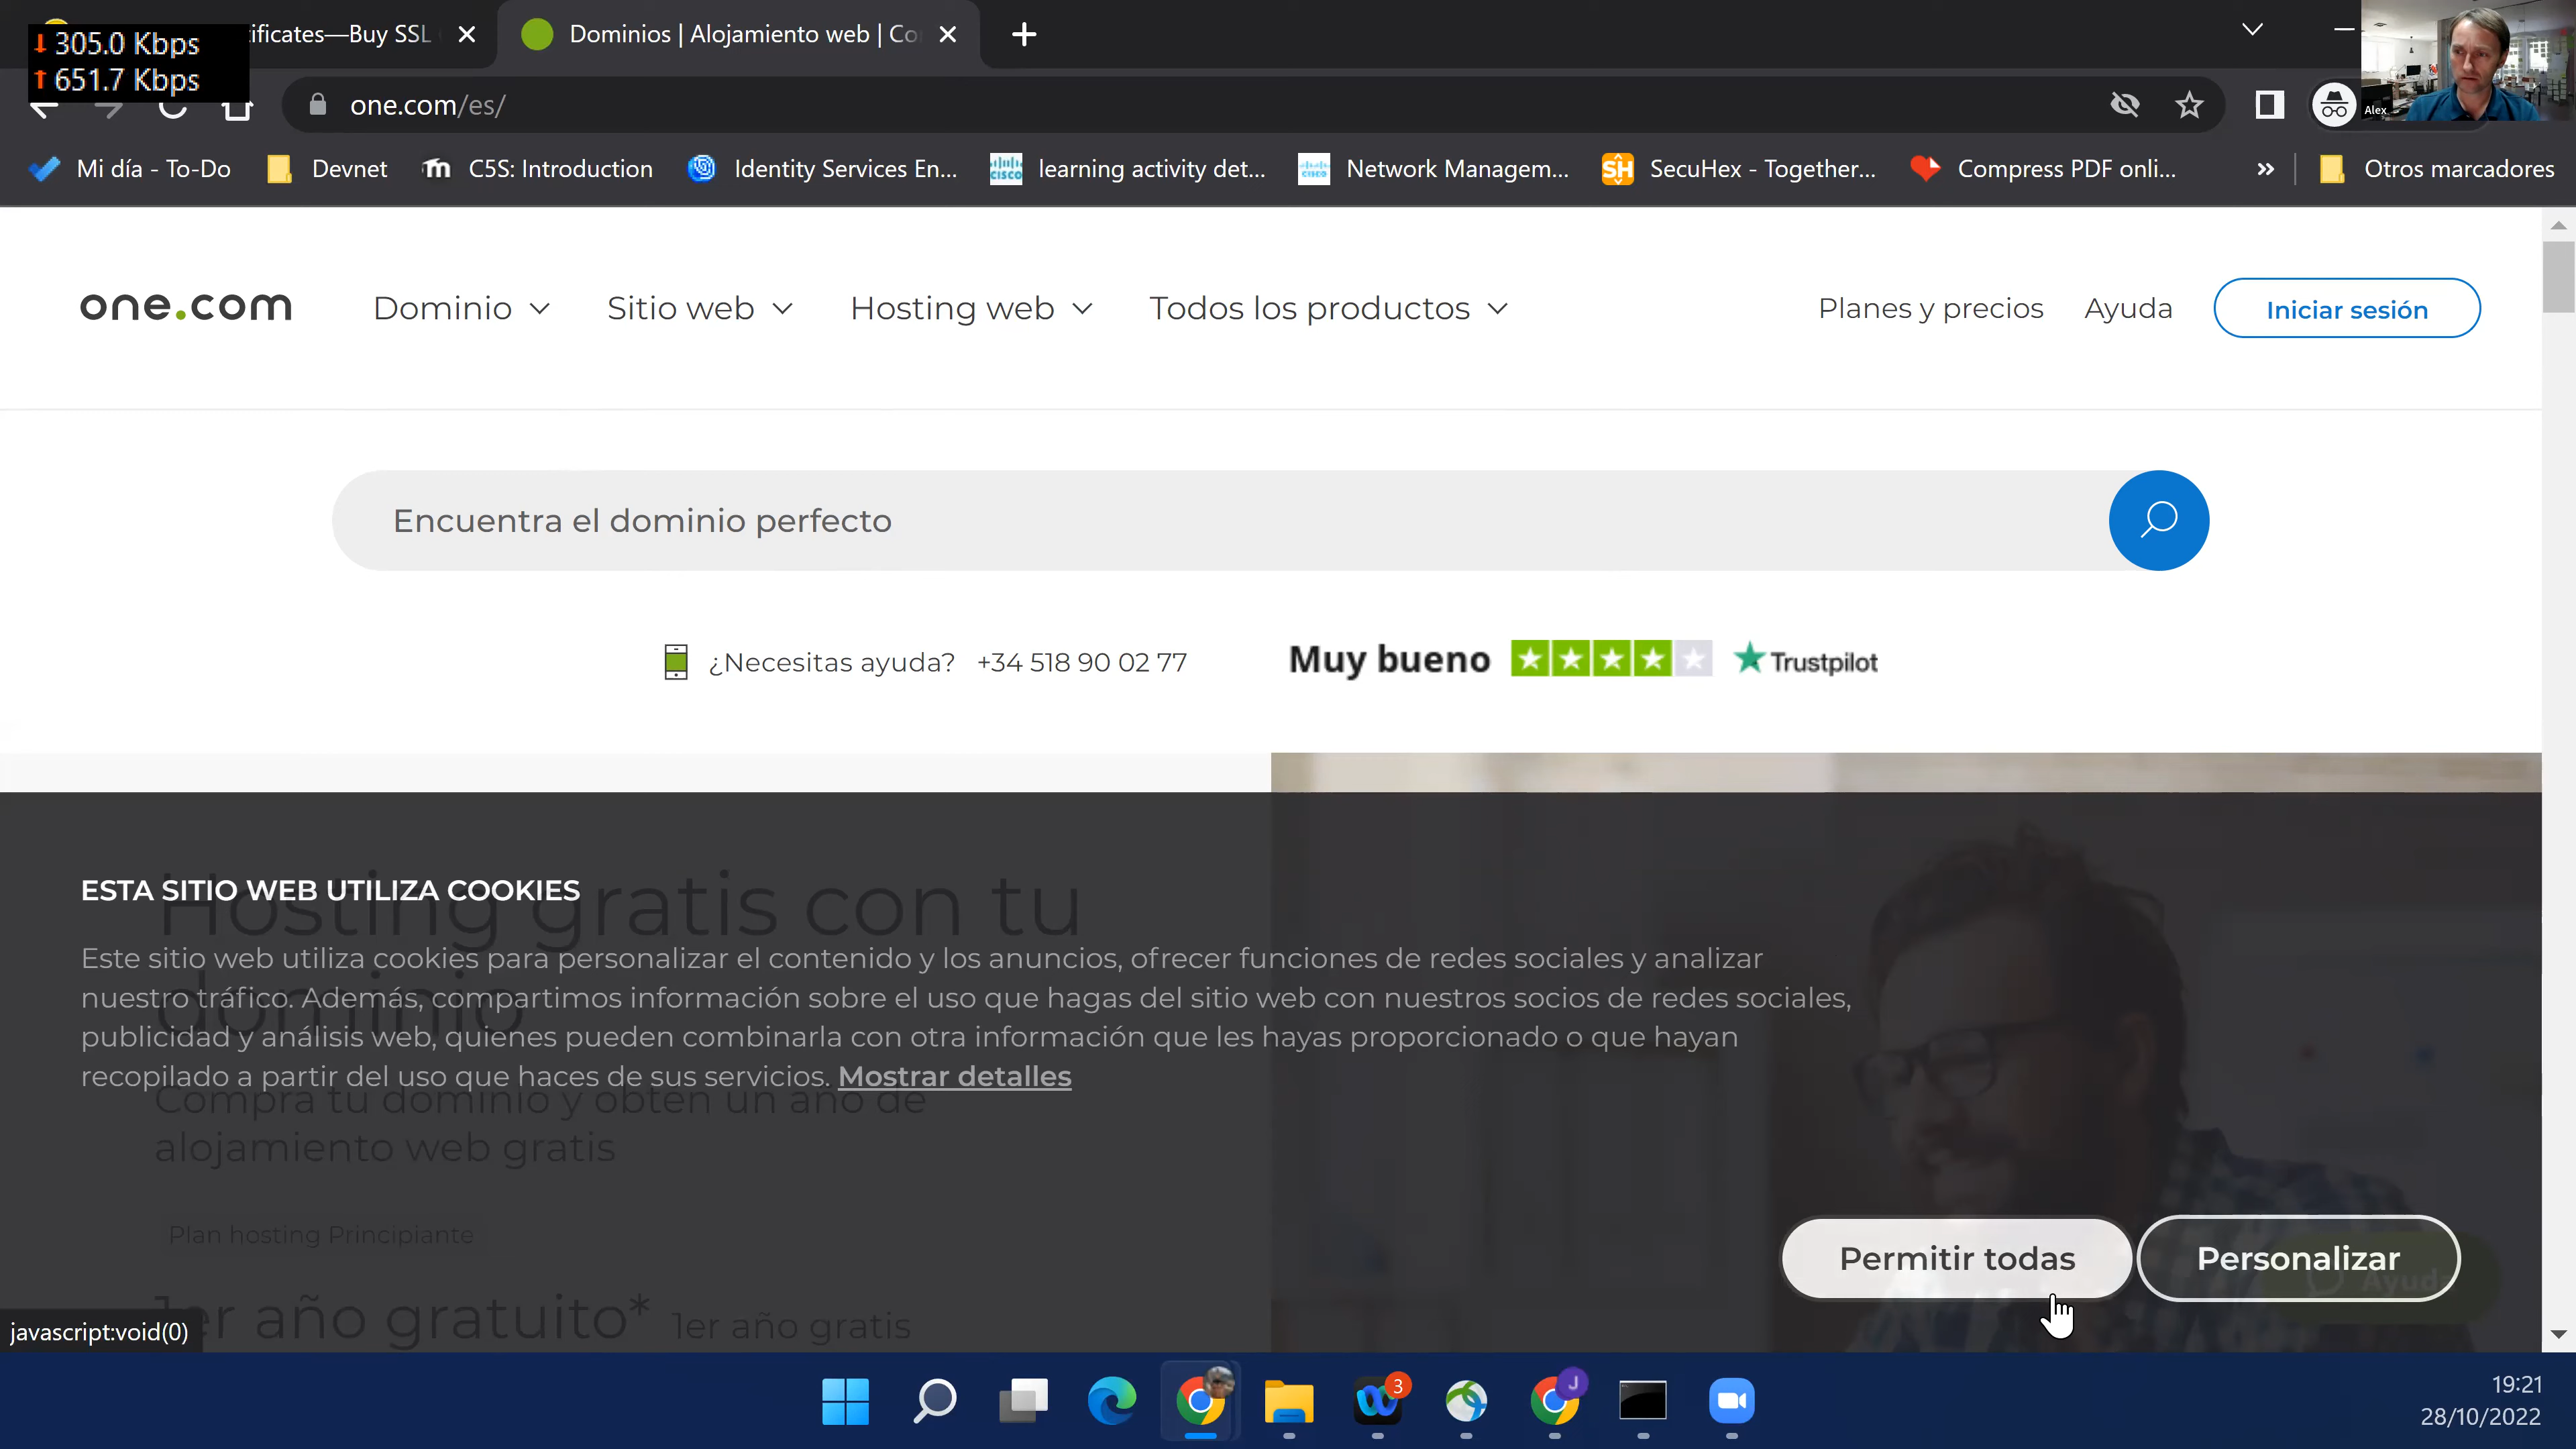 ificates—Buy SSL
Dominios | Alojamiento web | Co
305.0 Kbps
651.7 Kbps
one.com/es/
Alex
Mi día - To-Do
Devnet
C5S: Introduction
Identity Services En...
learning activity det...
Network Managem...
SecuHex - Together...
Compress PDF onli...
Otros marcadores
one.com
Dominio
Sitio web
Hosting web
Todos los productos
Planes y precios
Ayuda
Iniciar sesión
Encuentra el dominio perfecto
¿Necesitas ayuda? +34 518 90 02 77
Muy bueno
Trustpilot
ESTA SITIO WEB UTILIZA COOKIES
Hosting gratis con tu
dominio
Este sitio web utiliza cookies para personalizar el contenido y los anuncios, ofrecer funciones de redes sociales y analizar
nuestro tráfico. Además, compartimos información sobre el uso que hagas del sitio web con nuestros socios de redes sociales,
publicidad y análisis web, quienes pueden combinarla con otra información que les hayas proporcionado o que hayan
recopilado a partir del uso que haces de sus servicios. Mostrar detalles
Compra tu dominio y obtén un año de
alojamiento web gratis
Plan hosting Principiante
1er año gratuito* 1er año gratis
Permitir todas
Personalizar
Ayuda
javascript:void(0)
3
J
19:21
28/10/2022